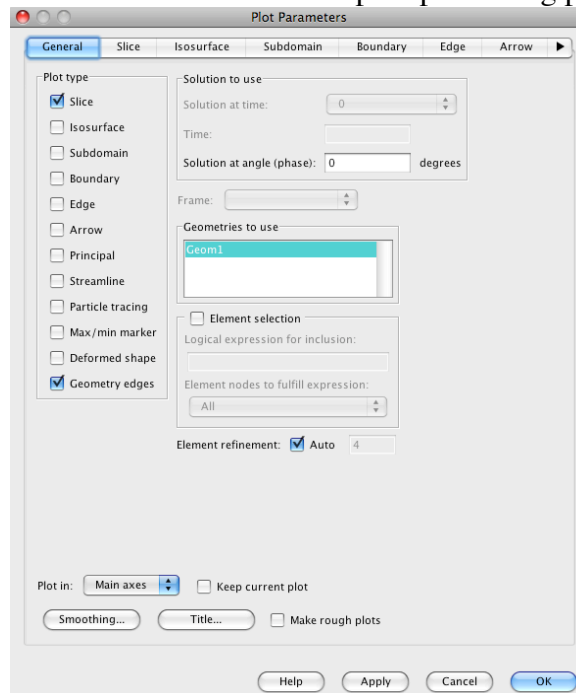 Plot Parameters
General Slice Isosurface Subdomain Boundary Edge Arrow
Plot type
Slice
Isosurface
Subdomain
Boundary
Edge
Arrow
Principal
Streamline
Particle tracing
Max/min marker
Deformed shape
Geometry edges
Solution to use
Solution at time: 0
Time:
Solution at angle (phase): 0 degrees
Frame:
Geometries to use
Geom1
Element selection
Logical expression for inclusion:
Element nodes to fulfill expression:
All
Element refinement: Auto 4
Plot in: Main axes Keep current plot
Smoothing... Title... Make rough plots
Help Apply Cancel OK